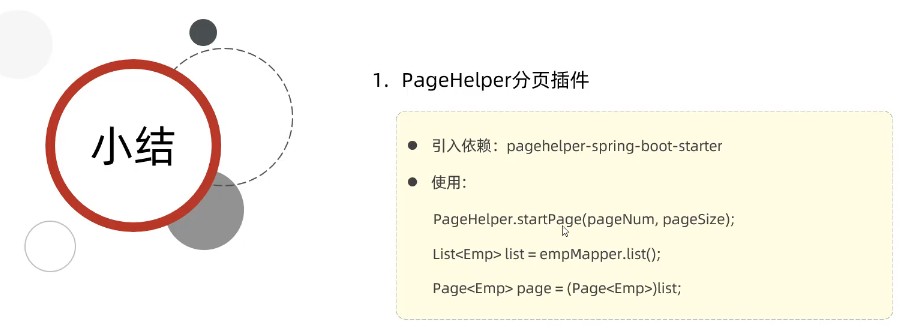 小结
1. PageHelper分页插件
● 引入依赖：pagehelper-spring-boot-starter
● 使用：
PageHelper.startPage(pageNum, pageSize);
List<Emp> list = empMapper.list();
Page<Emp> page = (Page<Emp>)list;